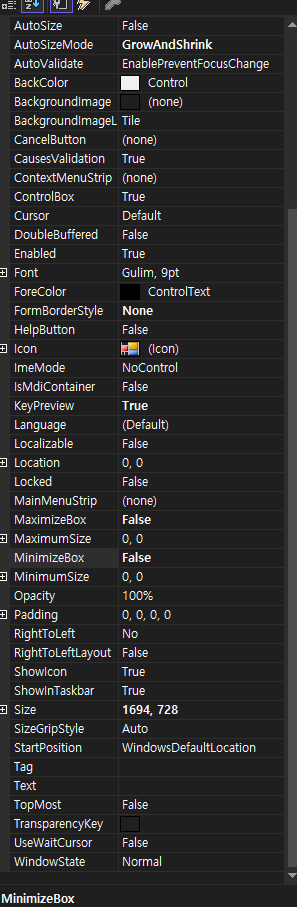 AutoSize False
AutoSizeMode GrowAndShrink
AutoValidate EnablePreventFocusChange
BackColor Control
BackgroundImage (none)
BackgroundImageL Tile
CancelButton (none)
CausesValidation True
ContextMenuStrip (none)
ControlBox True
Cursor Default
DoubleBuffered False
Enabled True
Font Gulim, 9pt
ForeColor ControlText
FormBorderStyle None
HelpButton False
Icon (Icon)
ImeMode NoControl
IsMdiContainer False
KeyPreview True
Language (Default)
Localizable False
Location 0, 0
Locked False
MainMenuStrip (none)
MaximizeBox False
MaximumSize 0, 0
MinimizeBox False
MinimumSize 0, 0
Opacity 100%
Padding 0, 0, 0, 0
RightToLeft No
RightToLeftLayout False
ShowIcon True
ShowInTaskbar True
Size 1694, 728
SizeGripStyle Auto
StartPosition WindowsDefaultLocation
Tag
Text
TopMost False
TransparencyKey
UseWaitCursor False
WindowState Normal
MinimizeBox